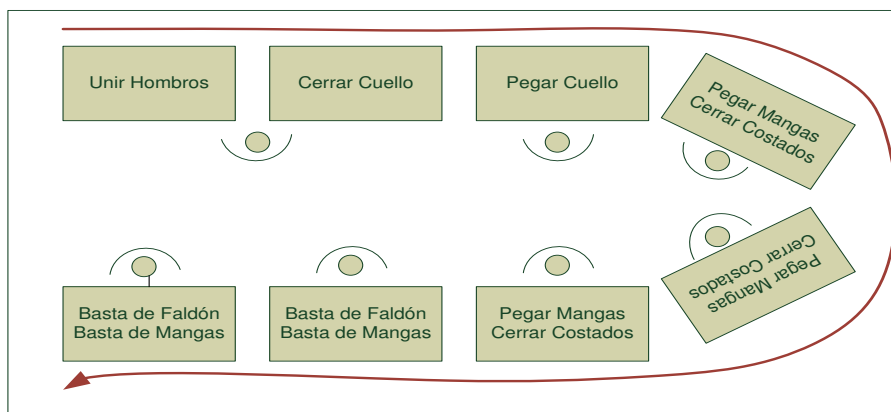 Unir Hombros
Cerrar Cuello
Pegar Cuello
Pegar Mangas
Cerrar Costados
Pegar Mangas
Cerrar Costados
Pegar Mangas
Cerrar Costados
Basta de Faldón
Basta de Mangas
Basta de Faldón
Basta de Mangas